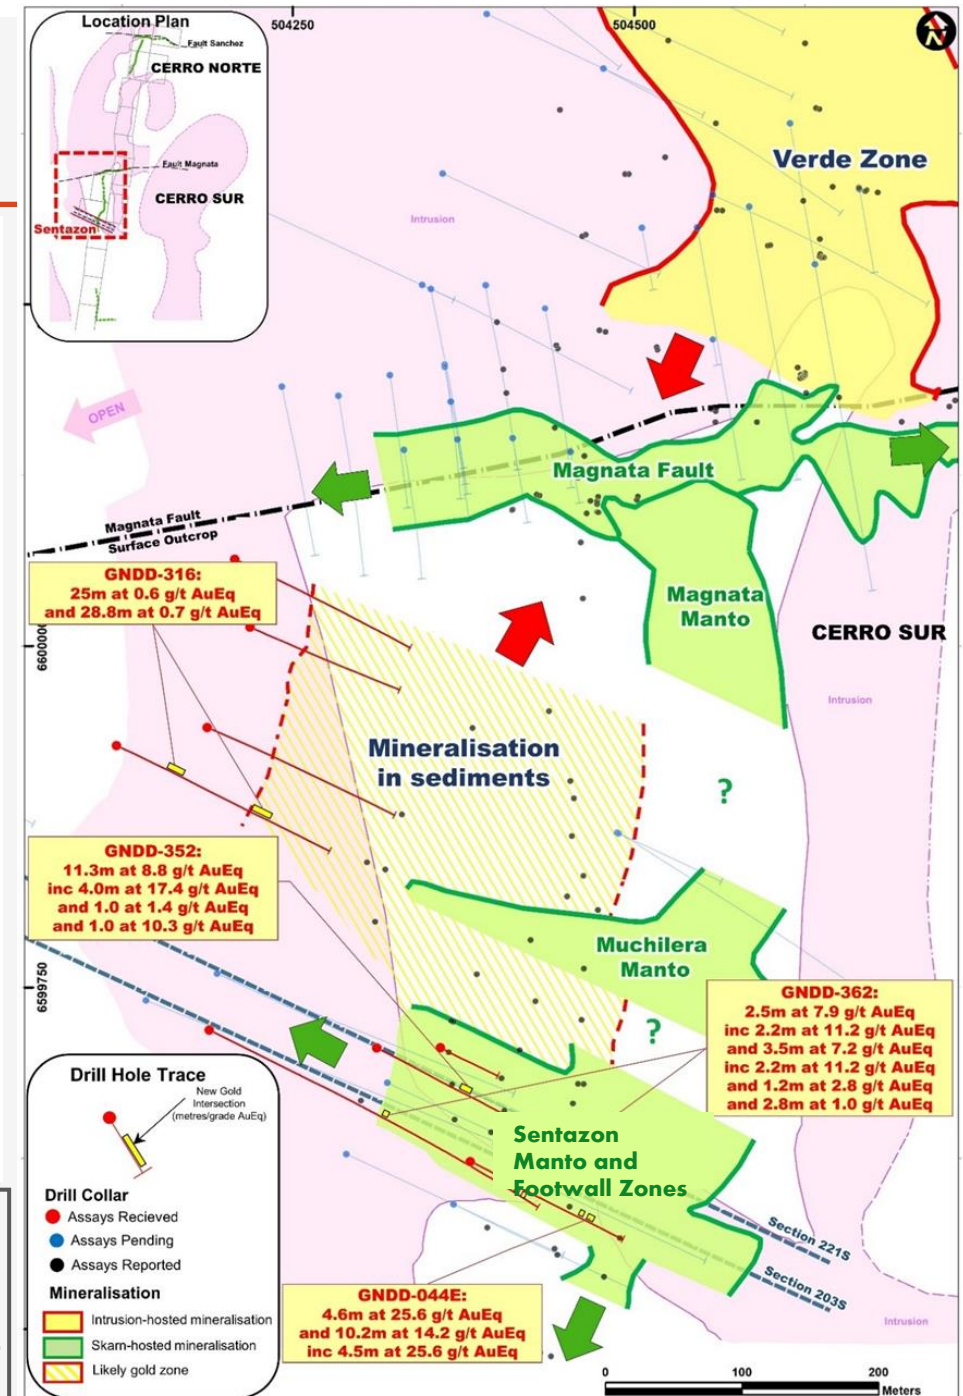 Location Plan
Fault Sanchez
CERRO NORTE
Fault Magnata
CERRO SUR
Sentazon
504250
504500
N
Verde Zone
Intrusion
OPEN
Magnata Fault
Magnata Fault
Surface Outcrop
GNDD-316:
25m at 0.6 g/t AuEq
and 28.8m at 0.7 g/t AuEq
Magnata
Manto
CERRO SUR
Intrusion
Mineralisation
in sediments
?
GNDD-352:
11.3m at 8.8 g/t AuEq
inc 4.0m at 17.4 g/t AuEq
and 1.0 at 1.4 g/t AuEq
and 1.0 at 10.3 g/t AuEq
Muchilera
Manto
6599750
?
GNDD-362:
2.5m at 7.9 g/t AuEq
inc 2.2m at 11.2 g/t AuEq
and 3.5m at 7.2 g/t AuEq
inc 2.2m at 11.2 g/t AuEq
and 1.2m at 2.8 g/t AuEq
and 2.8m at 1.0 g/t AuEq
Sentazon
Manto and
Footwall Zones
Section 221S
Section 203S
Intrusion
GNDD-044E:
4.6m at 25.6 g/t AuEq
and 10.2m at 14.2 g/t AuEq
inc 4.5m at 25.6 g/t AuEq
Drill Hole Trace
New Gold
Intersection
(metres/grade AuEq)
Drill Collar
Assays Recieved
Assays Pending
Assays Reported
Mineralisation
Intrusion-hosted mineralisation
Skarn-hosted mineralisation
Likely gold zone
0 100 200
Meters